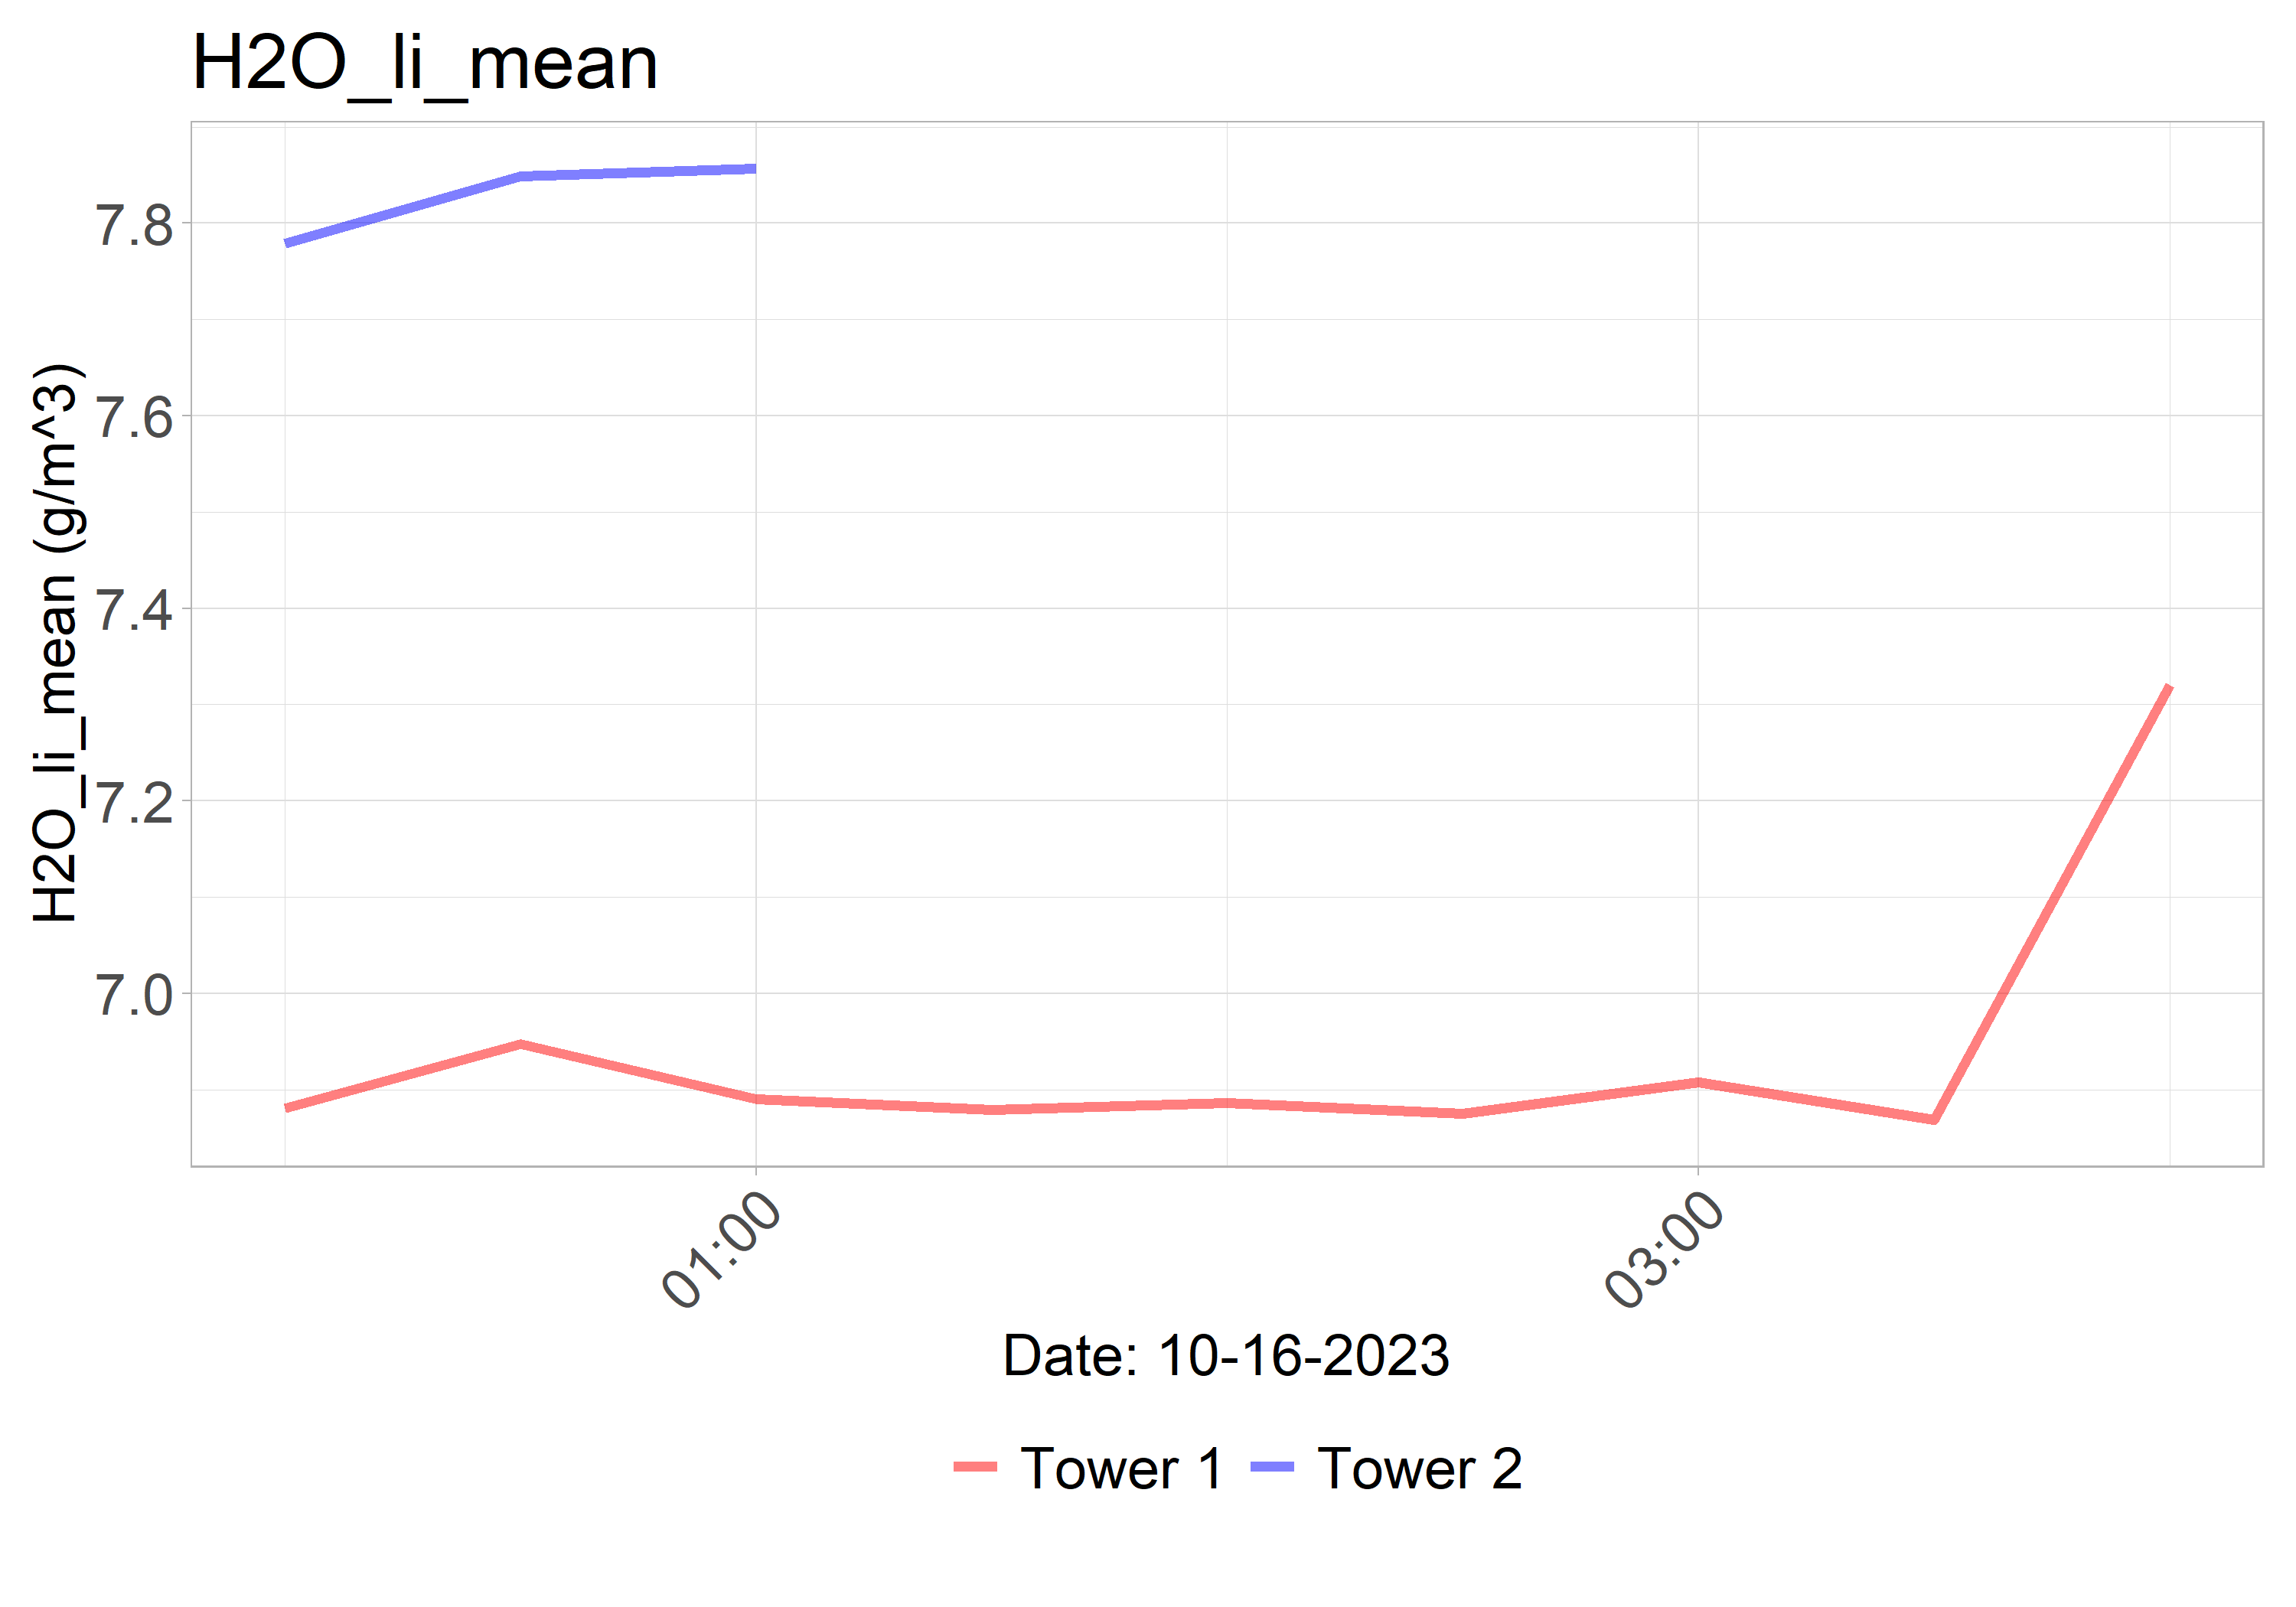 H2O_li_mean
H2O_li_mean (g/m^3)
7.8
7.6
7.4
7.2
7.0
01:00
03:00
Date: 10-16-2023
Tower 1
Tower 2